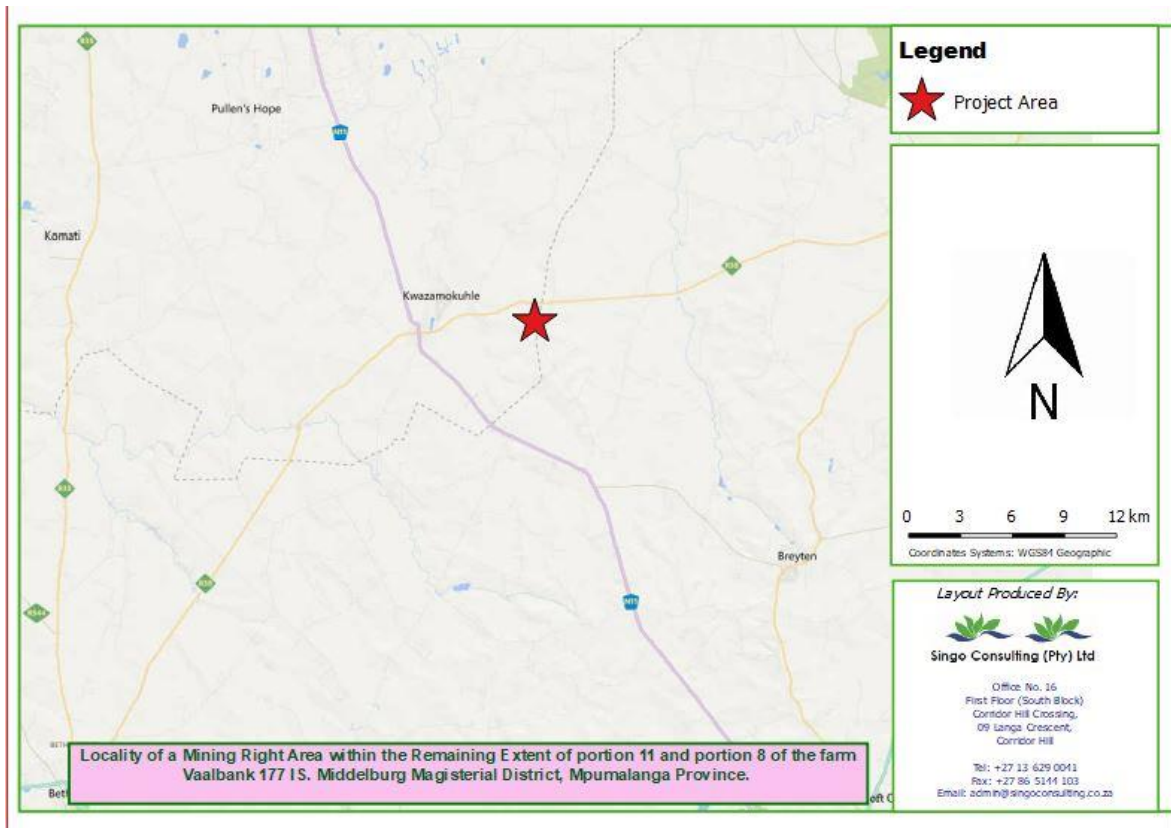 R35
Pullen's Hope
N11
Komati
Kwazamokuhle
R38
Breyten
R35
R38
N11
R544
Locality of a Mining Right Area within the Remaining Extent of portion 11 and portion 8 of the farm
Vaalbank 177 IS. Middelburg Magisterial District, Mpumalanga Province.
Legend
Project Area
N
0 3 6 9 12 km
Coordinates Systems: WGS84 Geographic
Layout Produced By:
Singo Consulting (Pty) Ltd
Office No. 16
First Floor (South Block)
Corridor Hill Crossing,
09 Langa Crescent,
Corridor Hill
Tel: +27 13 629 0041
Fax: +27 86 5144 103
Email: admin@singoconsulting.co.za